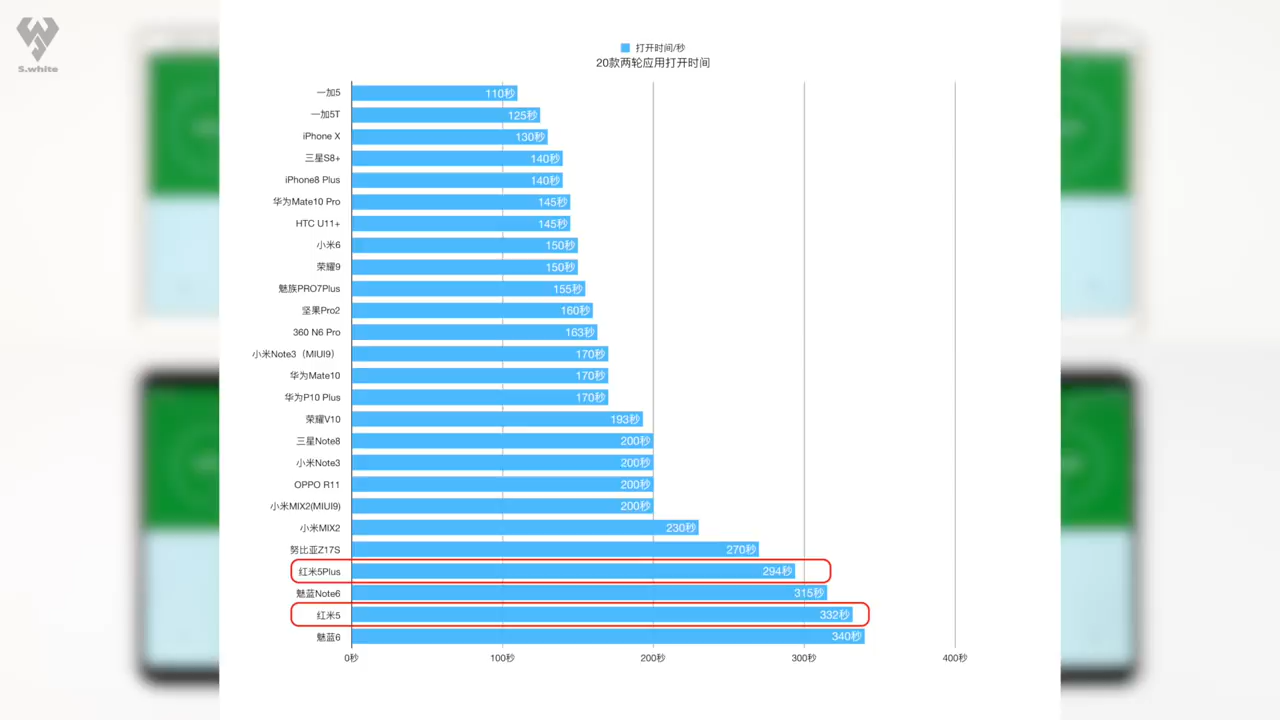 S.white
打开时间/秒
20款两轮应用打开时间
一加5 110秒
一加5T 125秒
iPhone X 130秒
三星S8+ 140秒
iPhone8 Plus 140秒
华为Mate10 Pro 145秒
HTC U11+ 145秒
小米6 150秒
荣耀9 150秒
魅族PRO7Plus 155秒
坚果Pro2 160秒
360 N6 Pro 163秒
小米Note3（MIUI9） 170秒
华为Mate10 170秒
华为P10 Plus 170秒
荣耀V10 193秒
三星Note8 200秒
小米Note3 200秒
OPPO R11 200秒
小米MIX2(MIUI9) 200秒
小米MIX2 230秒
努比亚Z17S 270秒
红米5Plus 294秒
魅蓝Note6 315秒
红米5 332秒
魅蓝6 340秒
0秒 100秒 200秒 300秒 400秒